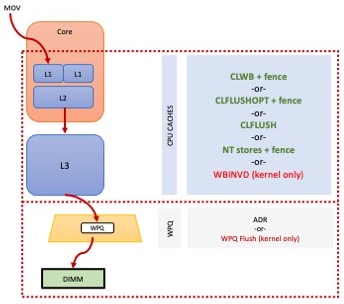 MOV
Core
L1
L1
L2
L3
CPU CACHES
CLWB + fence
-or-
CLFLUSHOPT + fence
-or-
CLFLUSH
-or-
NT stores + fence
-or-
WBINVD (kernel only)
WPQ
WPQ
ADR
-or-
WPQ Flush (kernel only)
DIMM